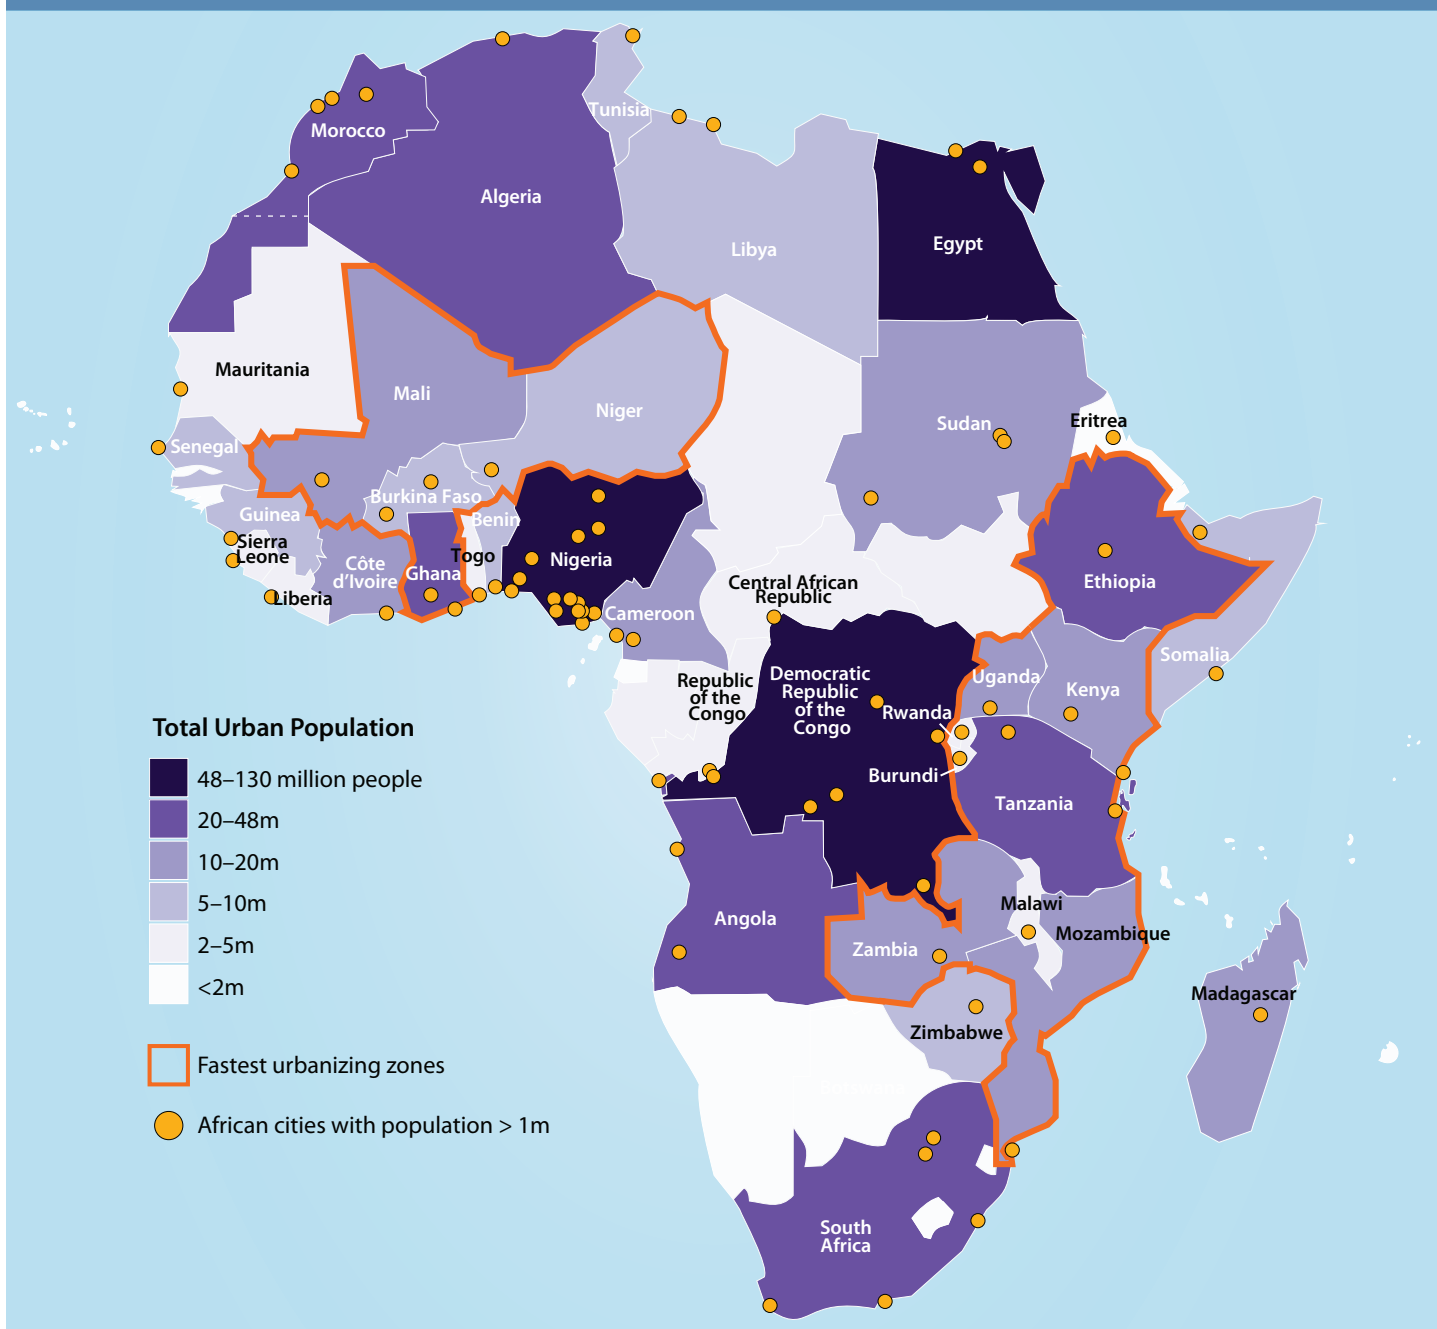 Tunisia
Morocco
Algeria
Libya
Egypt
Mauritania
Mali
Niger
Sudan
Eritrea
Senegal
Burkina Faso
Guinea
Benin
Sierra
Leone
Togo
Nigeria
Côte
d’Ivoire
Ghana
Liberia
Central African
Republic
Ethiopia
Cameroon
Somalia
Democratic
Republic
of the
Congo
Republic
of the
Congo
Uganda
Kenya
Rwanda
Burundi
Tanzania
Malawi
Angola
Mozambique
Zambia
Madagascar
Zimbabwe
South
Africa
Total Urban Population
48–130 million people
20–48m
10–20m
5–10m
2–5m
<2m
Fastest urbanizing zones
African cities with population > 1m